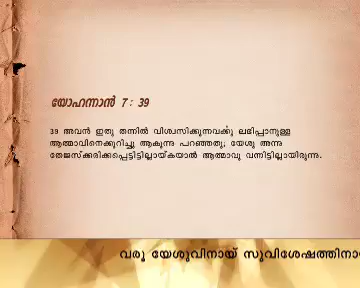 യോഹന്നാൻ 7: 39
39 അവൻ ഇതു തന്നിൽ വിശ്വസിക്കുന്നവർക്കു ലഭിപ്പാനുള്ള
ആത്മാവിനെക്കുറിച്ചു ആകുന്നു പറഞ്ഞതു; യേശു അന്നു
തേജസ്ക്കരിക്കപ്പെട്ടിട്ടില്ലായ്കയാൽ ആത്മാവു വന്നിട്ടില്ലായിരുന്നു.
വരൂ യേശുവിനായ് സുവിശേഷത്തിനാ